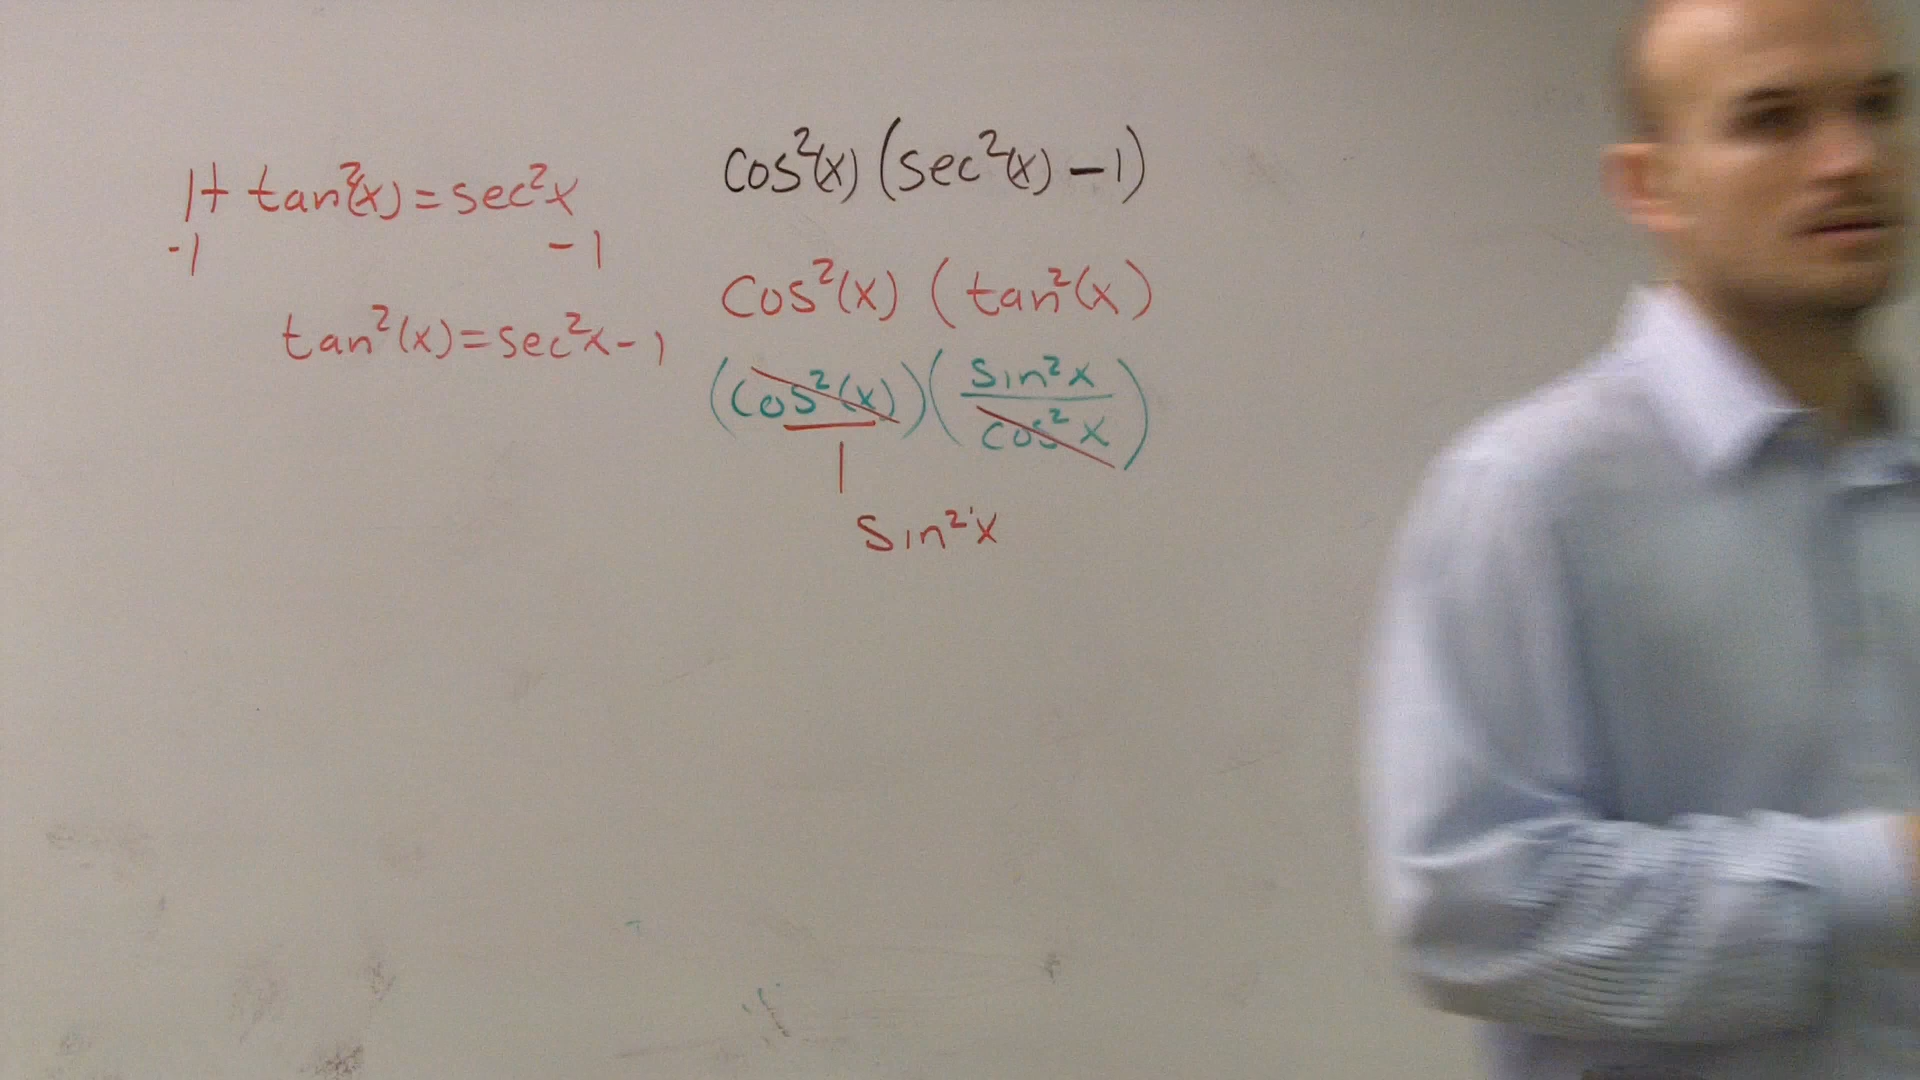 1+ tan²(x) = sec²x
-1 -1
tan²(x) = sec²x - 1
cos²(x) (sec²(x) - 1)
cos²(x) (tan²(x)
(cos²(x)) (sin²x / cos²x)
1
sin²x